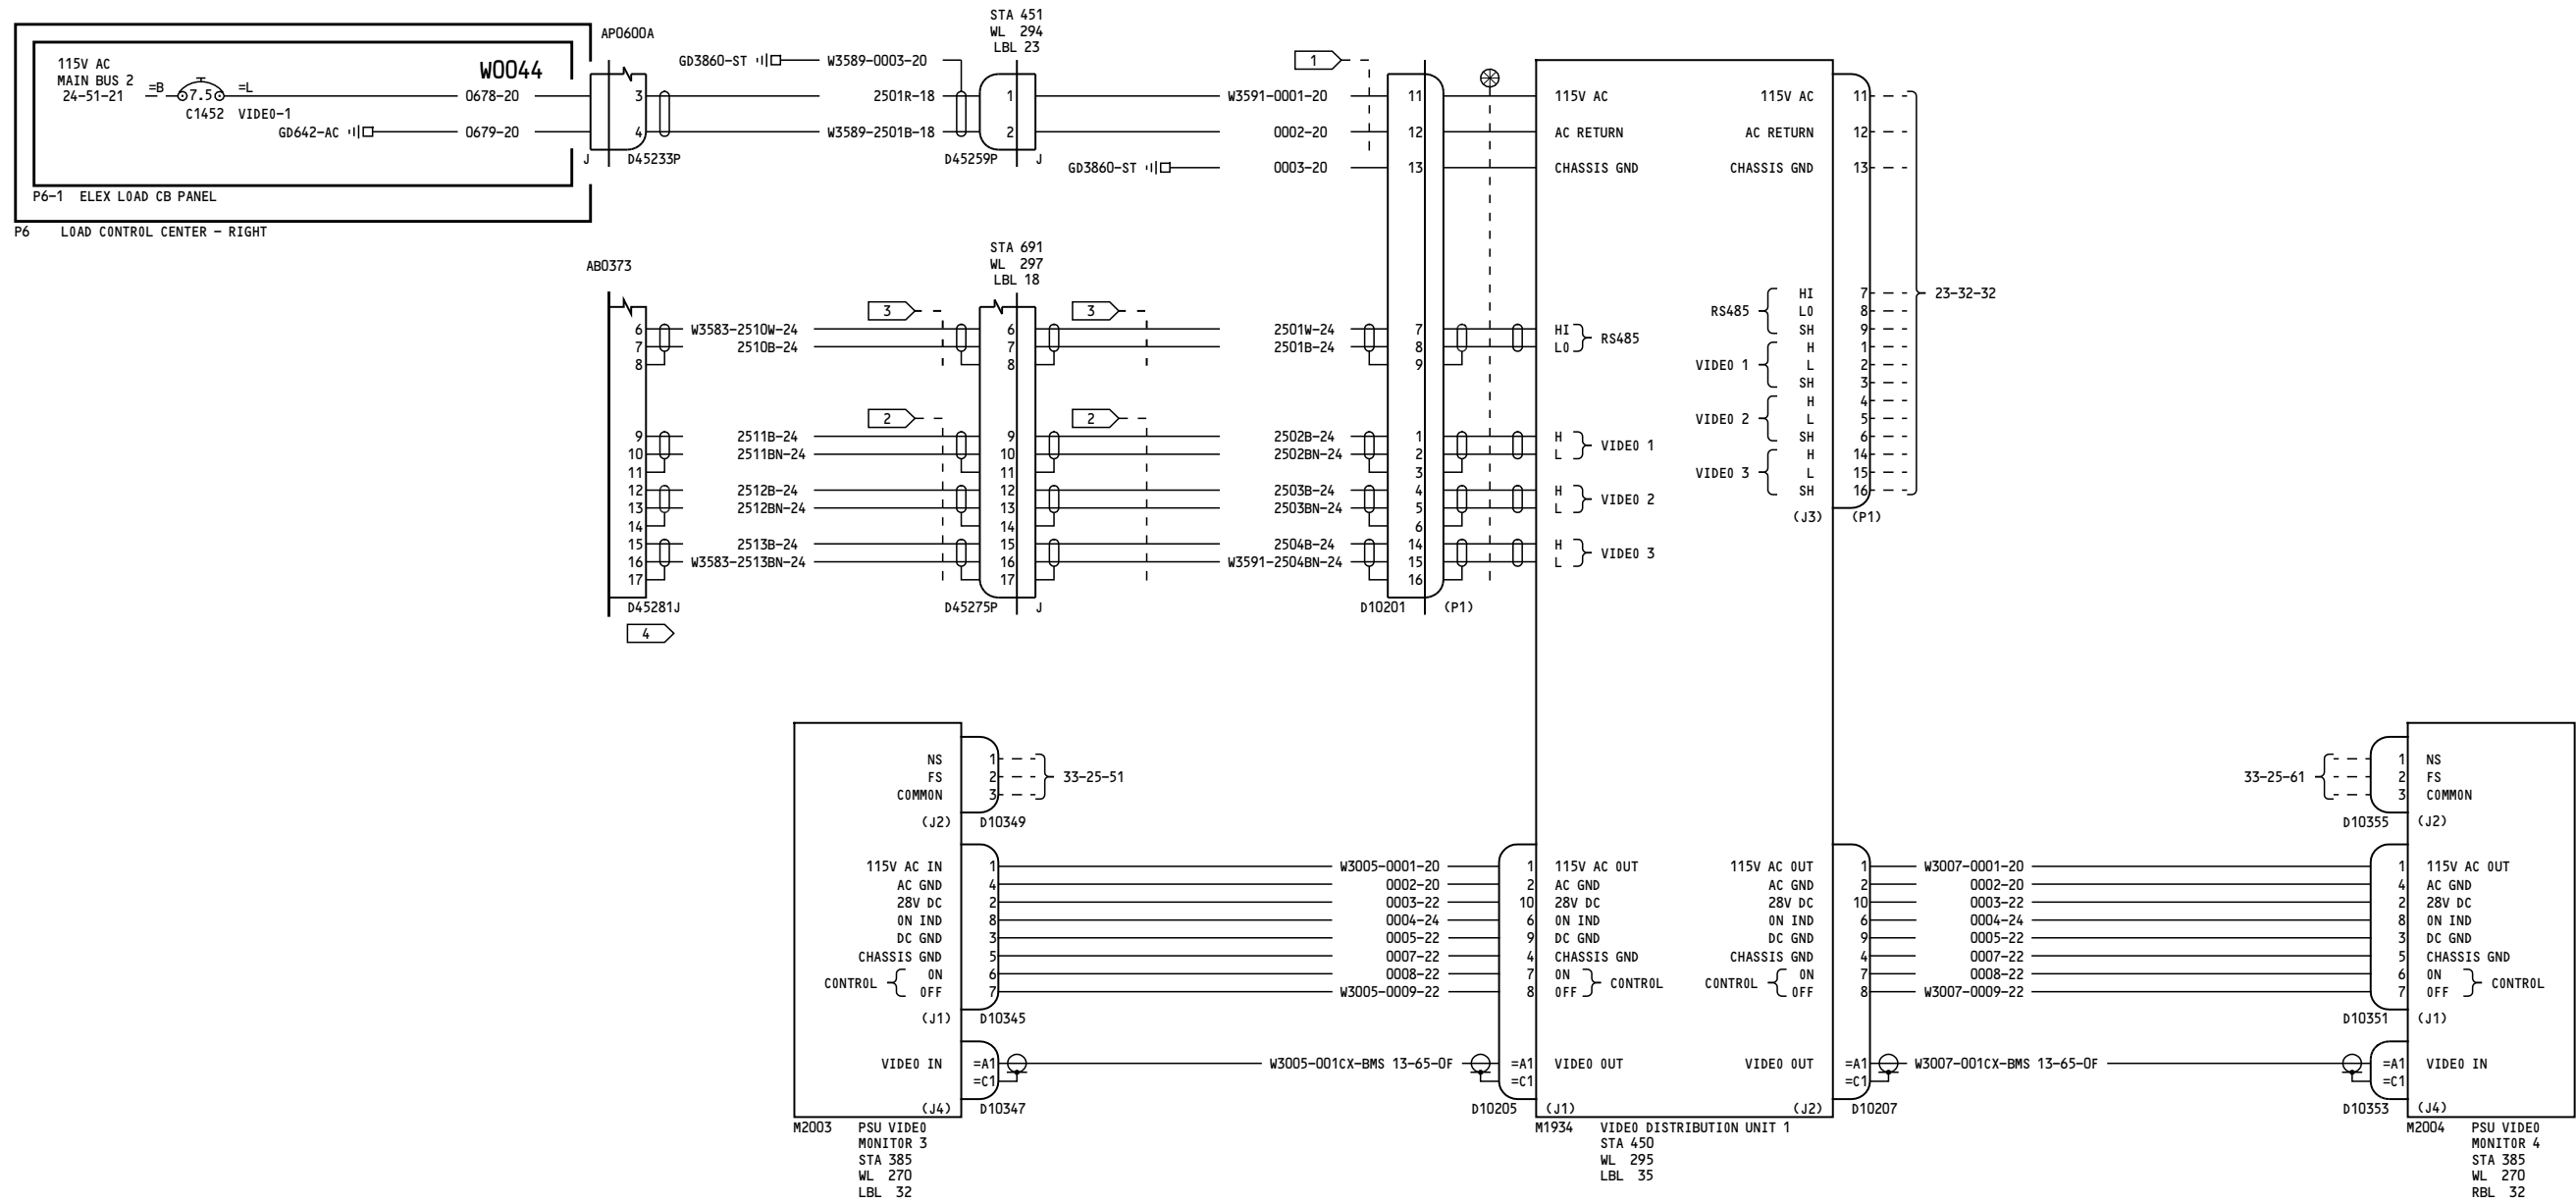 115V AC
MAIN BUS 2
24-51-21
=B
7.5
=L
C1452 VIDEO-1
W0044
0678-20
GD642-AC
0679-20
P6-1 ELEX LOAD CB PANEL
P6 LOAD CONTROL CENTER - RIGHT
AP0600A
3
4
J D45233P
GD3860-ST
W3589-0003-20
2501R-18
W3589-2501B-18
STA 451
WL 294
LBL 23
1
2
D45259P J
1
W3591-0001-20
0002-20
GD3860-ST
0003-20
11
12
13
115V AC
AC RETURN
CHASSIS GND
115V AC
AC RETURN
CHASSIS GND
11
12
13
23-32-32
AB0373
STA 691
WL 297
LBL 18
3
3
6 W3583-2510W-24 6 2501W-24 7 HI
7 2510B-24 7 2501B-24 8 LO
8 8 9
RS485
2
2
9 2511B-24 9 2502B-24 1 H
10 2511BN-24 10 2502BN-24 2 L
11 11 3
VIDEO 1
12 2512B-24 12 2503B-24 4 H
13 2512BN-24 13 2503BN-24 5 L
14 14 6
VIDEO 2
15 2513B-24 15 2504B-24 14 H
16 W3583-2513BN-24 16 W3591-2504BN-24 15 L
17 17 16
VIDEO 3
D45281J
D45275P J
D10201 (P1)
4
RS485
HI 7
LO 8
SH 9
VIDEO 1
H 1
L 2
SH 3
VIDEO 2
H 4
L 5
SH 6
VIDEO 3
H 14
L 15
SH 16
(J3) (P1)
NS 1
FS 2
COMMON 3
33-25-51
(J2) D10349
115V AC IN 1 W3005-0001-20 1 115V AC OUT
AC GND 4 0002-20 2 AC GND
28V DC 2 0003-22 10 28V DC
ON IND 8 0004-24 6 ON IND
DC GND 3 0005-22 9 DC GND
CHASSIS GND 5 0007-22 4 CHASSIS GND
CONTROL ON 6 0008-22 7 ON CONTROL
OFF 7 W3005-0009-22 8 OFF
(J1) D10345
VIDEO IN =A1 W3005-001CX-BMS 13-65-OF =A1 VIDEO OUT
=C1 =C1
(J4) D10347
D10205 (J1)
M2003 PSU VIDEO
MONITOR 3
STA 385
WL 270
LBL 32
M1934 VIDEO DISTRIBUTION UNIT 1
STA 450
WL 295
LBL 35
33-25-61
1 NS
2 FS
3 COMMON
D10355 (J2)
115V AC OUT 1 W3007-0001-20 1 115V AC OUT
AC GND 2 0002-20 4 AC GND
28V DC 10 0003-22 2 28V DC
ON IND 6 0004-24 8 ON IND
DC GND 9 0005-22 3 DC GND
CHASSIS GND 4 0007-22 5 CHASSIS GND
CONTROL ON 7 0008-22 6 ON CONTROL
OFF 8 W3007-0009-22 7 OFF
D10351 (J1)
VIDEO OUT =A1 W3007-001CX-BMS 13-65-OF =A1 VIDEO IN
=C1 =C1
(J2) D10207
D10353 (J4)
M2004 PSU VIDEO
MONITOR 4
STA 385
WL 270
RBL 32